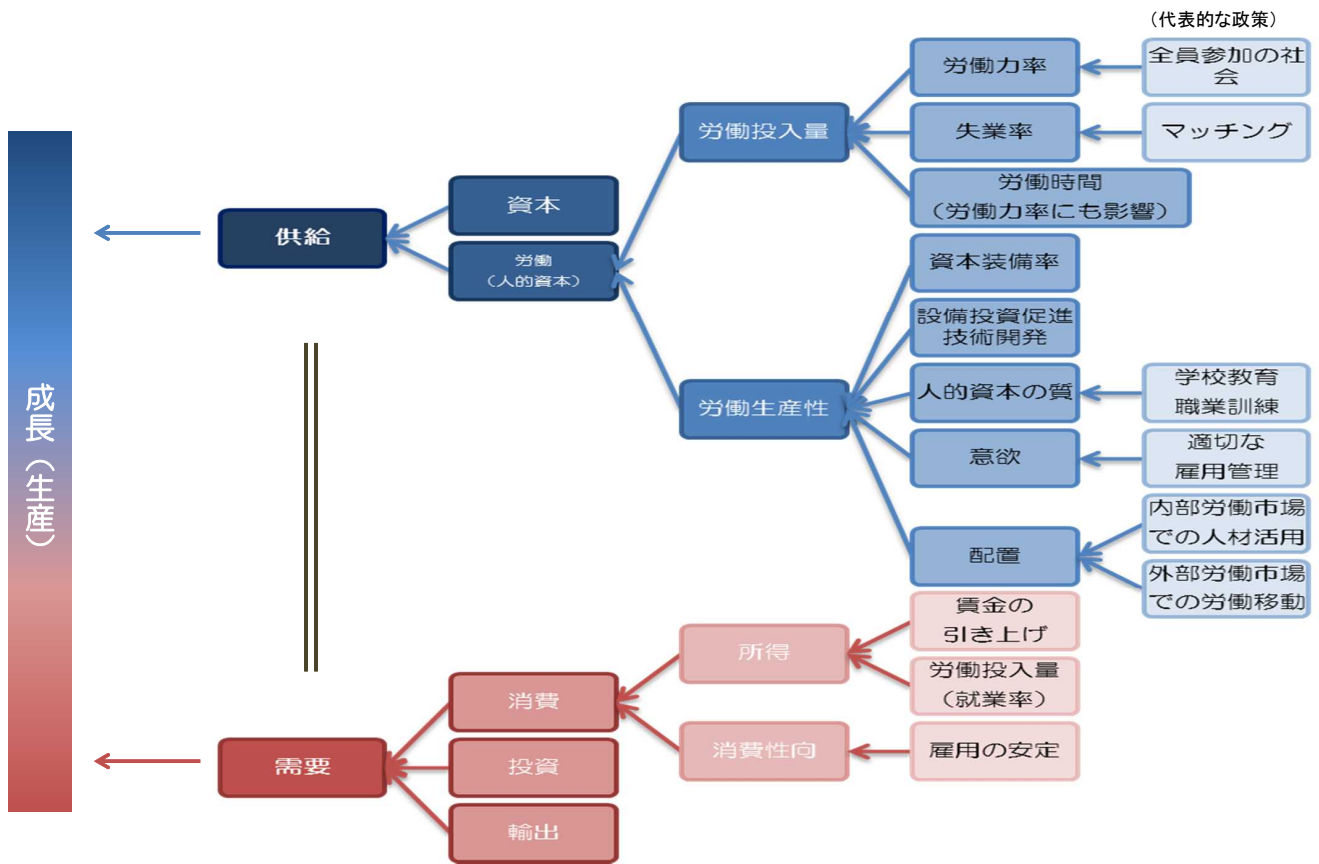 （代表的な政策）
全員参加の社
会
労働力率
マッチング
失業率
労働投入量
労働時間
（労働力率にも影響）
資本
供給
労働
（人的資本）
資本装備率
設備投資促進
技術開発
学校教育
職業訓練
人的資本の質
労働生産性
適切な
雇用管理
意欲
内部労働市場
での人材活用
配置
外部労働市場
での労働移動
成長（生産）
賃金の
引き上げ
所得
労働投入量
（就業率）
消費
消費性向
雇用の安定
需要
投資
輸出